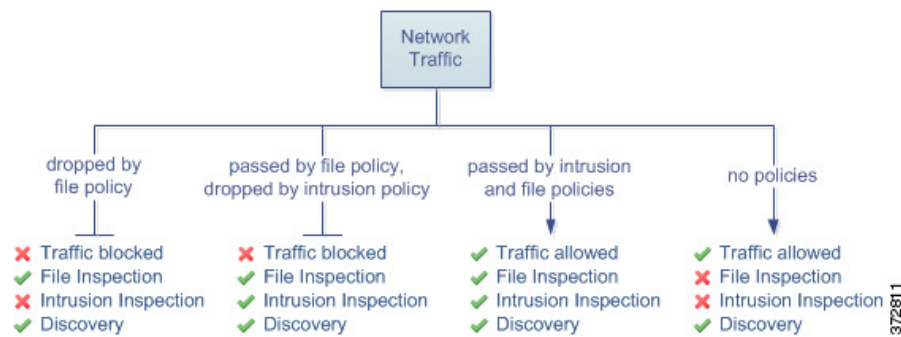 Network
Traffic
dropped by
file policy
passed by file policy,
dropped by intrusion policy
passed by intrusion
and file policies
no policies
Traffic blocked
File Inspection
Intrusion Inspection
Discovery
Traffic blocked
File Inspection
Intrusion Inspection
Discovery
Traffic allowed
File Inspection
Intrusion Inspection
Discovery
Traffic allowed
File Inspection
Intrusion Inspection
Discovery
372811